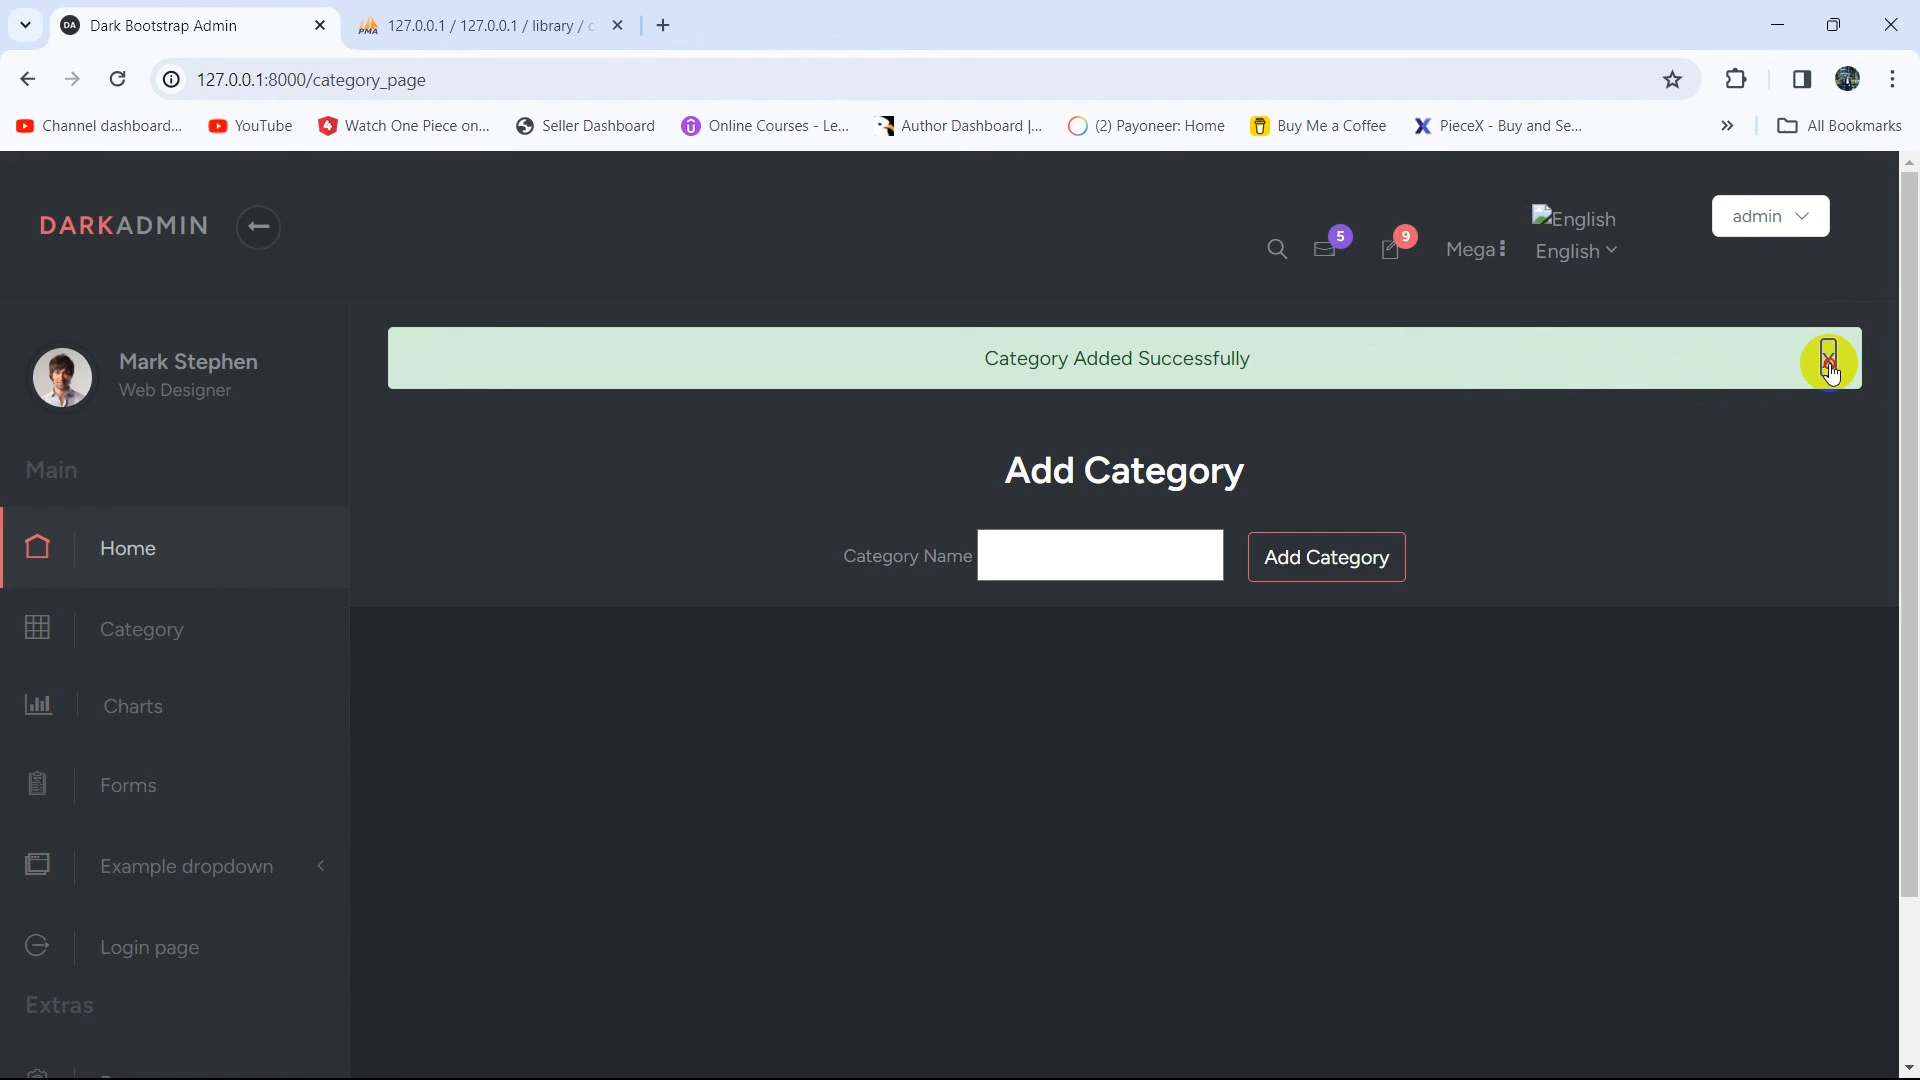 DA Dark Bootstrap Admin
PMA 127.0.0.1 / 127.0.0.1 / library / c
127.0.0.1:8000/category_page
Channel dashboard...
YouTube
Watch One Piece on...
Seller Dashboard
Online Courses - Le...
Author Dashboard |...
(2) Payoneer: Home
Buy Me a Coffee
PieceX - Buy and Se...
All Bookmarks
DARKADMIN
5
9
Mega
English
English
admin
Category Added Successfully
Mark Stephen
Web Designer
Main
Add Category
Category Name
Add Category
Home
Category
Charts
Forms
Example dropdown
Login page
Extras